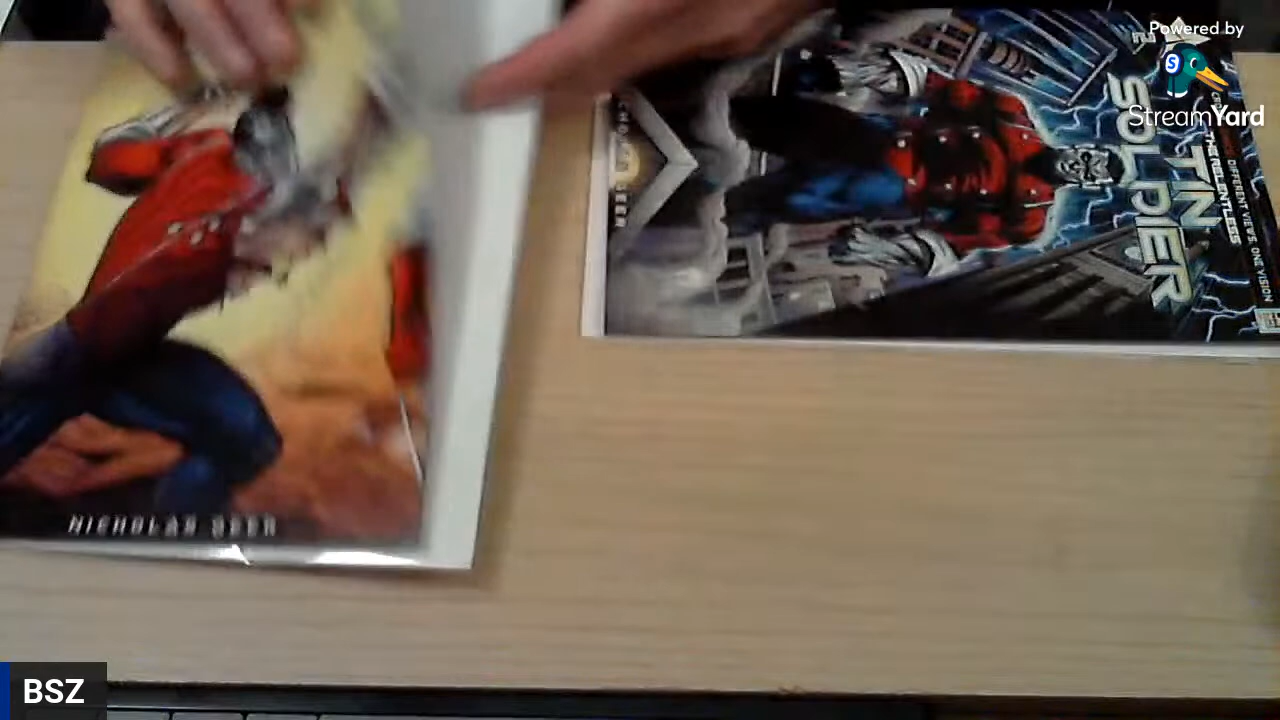 Powered by
StreamYard
TIN
SOLDIER
THE RELENTLESS
DIFFERENT VIEWS. ONE VISION
NICHOLAS BEER
BSZ